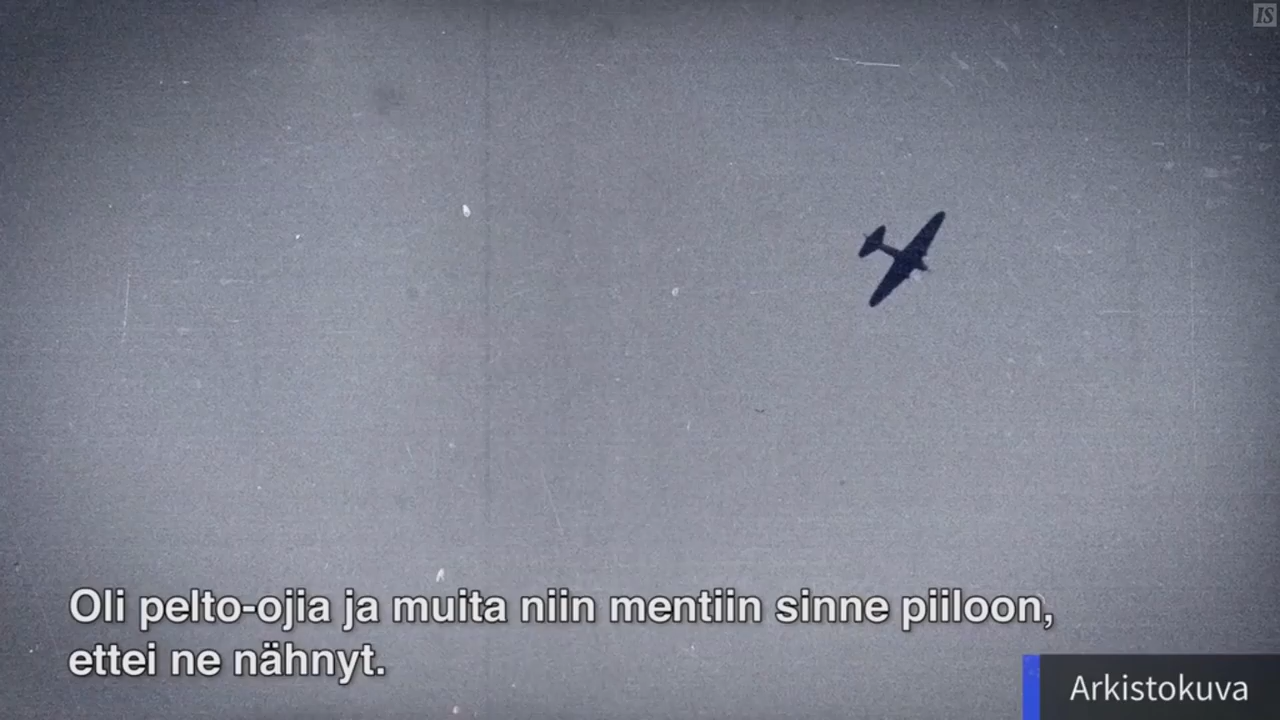 IS
Oli pelto-ojia ja muita niin mentiin sinne piiloon,
ettei ne nähnyt.
Arkistokuva